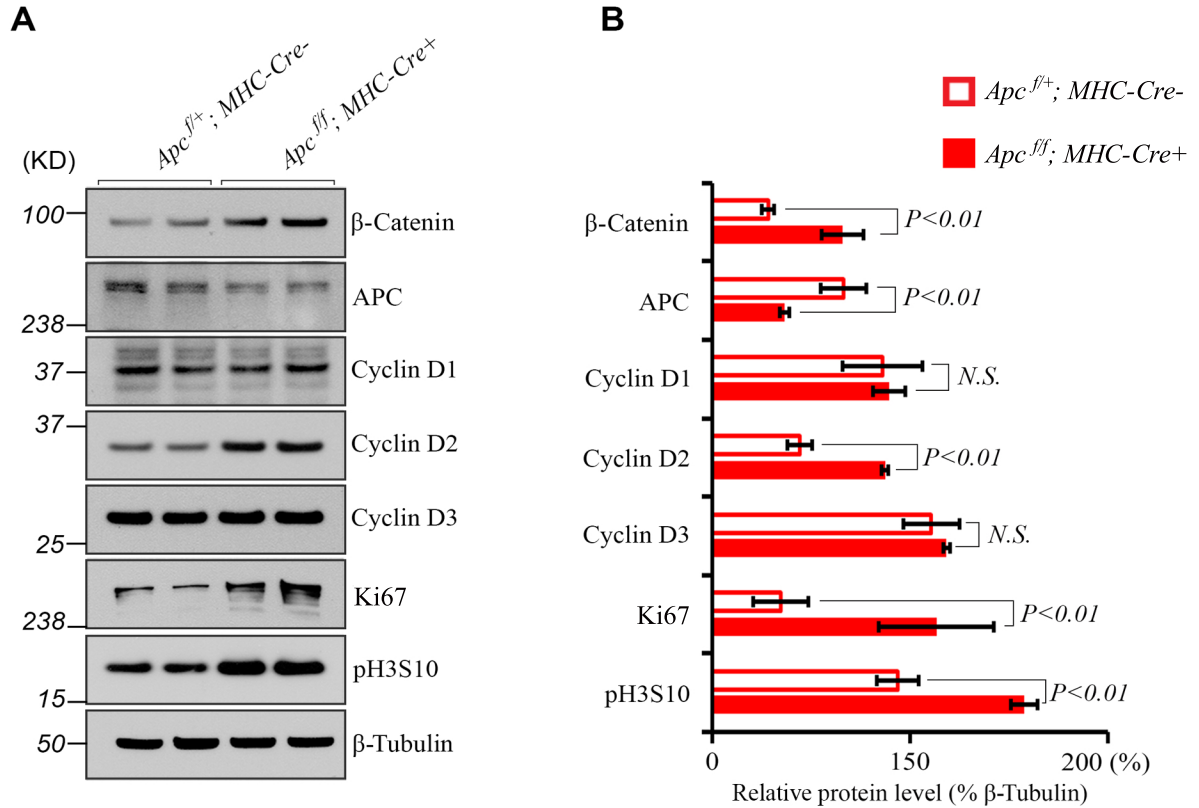 A
Apc f/+; MHC-Cre-
Apc f/f; MHC-Cre+
(KD)
100
β-Catenin
APC
238
37
Cyclin D1
37
Cyclin D2
Cyclin D3
25
Ki67
238
pH3S10
15
50
β-Tubulin
B
Apc f/+; MHC-Cre-
Apc f/f; MHC-Cre+
β-Catenin
P<0.01
APC
P<0.01
Cyclin D1
N.S.
Cyclin D2
P<0.01
Cyclin D3
N.S.
Ki67
P<0.01
pH3S10
P<0.01
0
150
200 (%)
Relative protein level (% β-Tubulin)